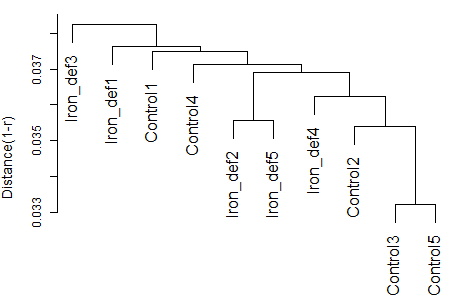 Distance(1-r)
0.037
0.035
0.033
Iron_def3
Iron_def1
Control1
Control4
Iron_def2
Iron_def5
Iron_def4
Control2
Control3
Control5